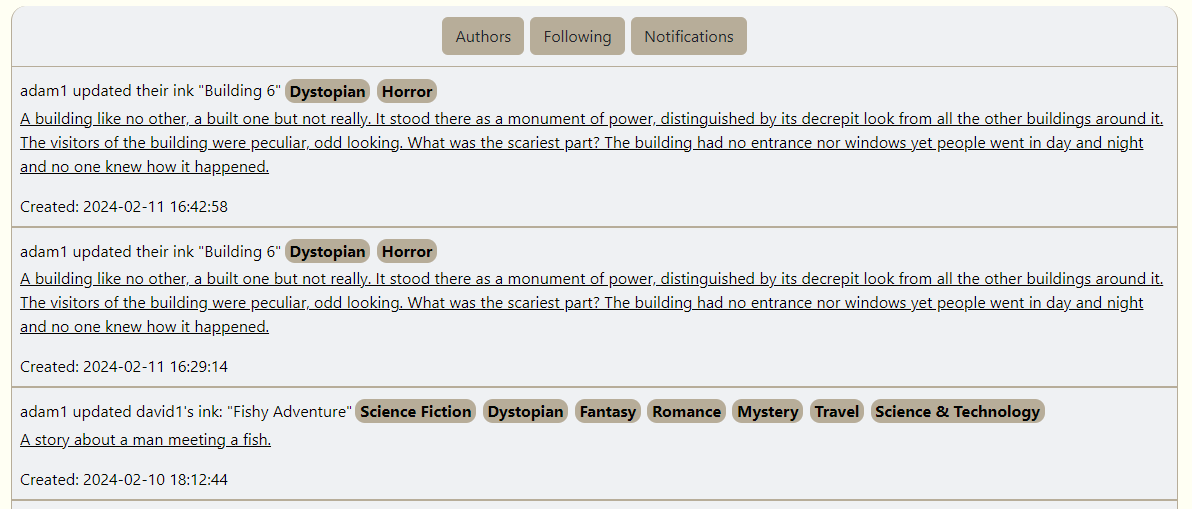 Authors Following Notifications
adam1 updated their ink "Building 6" Dystopian Horror
A building like no other, a built one but not really. It stood there as a monument of power, distinguished by its decrepit look from all the other buildings around it.
The visitors of the building were peculiar, odd looking. What was the scariest part? The building had no entrance nor windows yet people went in day and night
and no one knew how it happened.
Created: 2024-02-11 16:42:58
adam1 updated their ink "Building 6" Dystopian Horror
A building like no other, a built one but not really. It stood there as a monument of power, distinguished by its decrepit look from all the other buildings around it.
The visitors of the building were peculiar, odd looking. What was the scariest part? The building had no entrance nor windows yet people went in day and night
and no one knew how it happened.
Created: 2024-02-11 16:29:14
adam1 updated david1's ink: "Fishy Adventure" Science Fiction Dystopian Fantasy Romance Mystery Travel Science & Technology
A story about a man meeting a fish.
Created: 2024-02-10 18:12:44